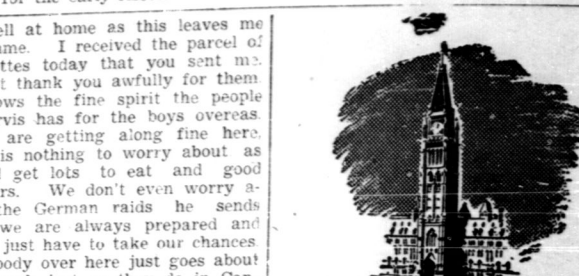 ell at home as this leaves me
ame. I received the parcel of
ttes today that you sent me.
t thank you awfully for them.
ows the fine spirit the people
rvis has for the boys overeas.
are getting along fine here,
is nothing to worry about as
get lots to eat and good
rs. We don't even worry a-
the German raids he sends
we are always prepared and
just have to take our chances.
body over here just goes about